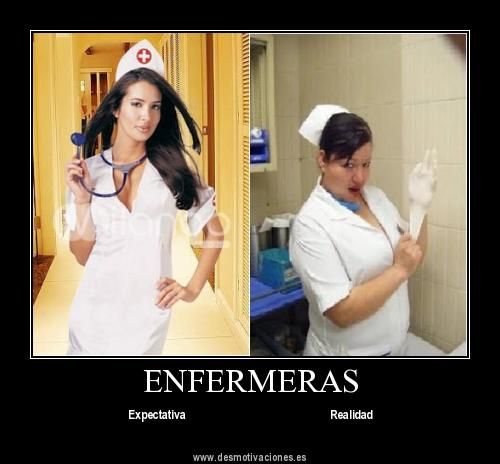 ENFERMERAS
Expectativa Realidad
www.desmotivaciones.es